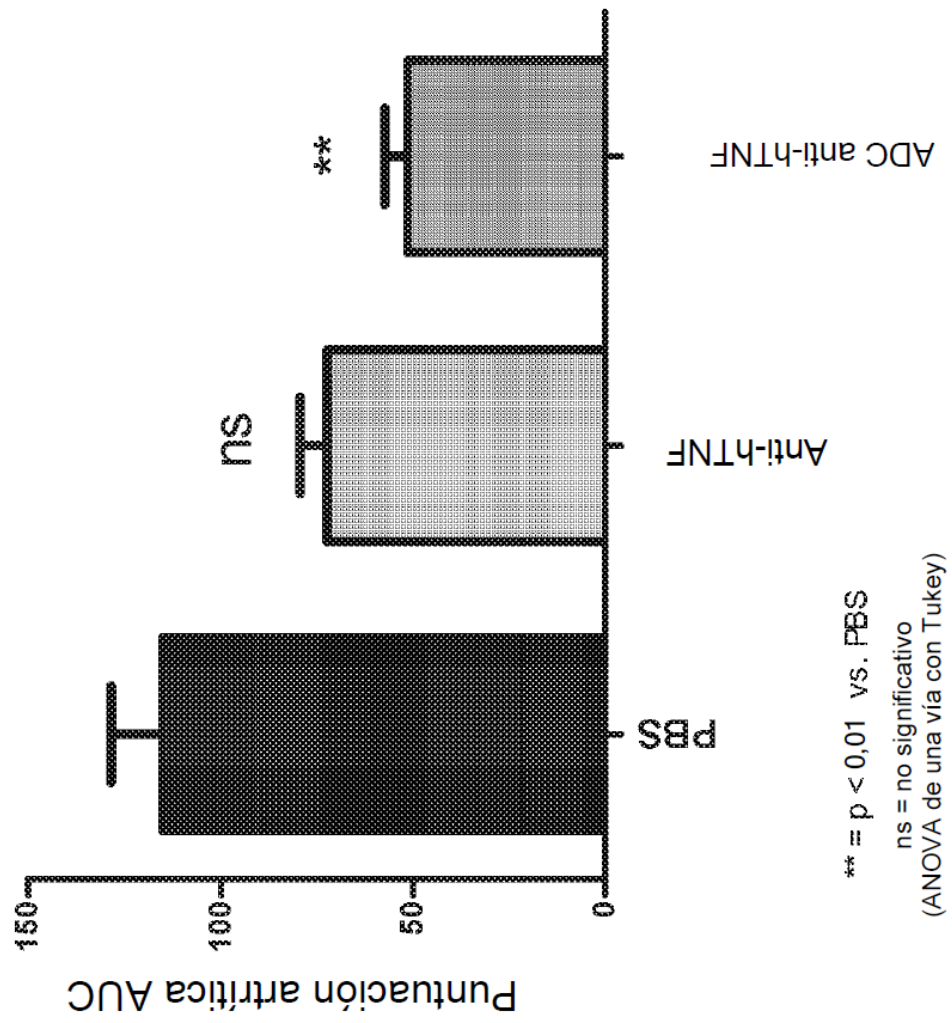 Puntuación artrítica AUC
150
100
50
0
ns
**
PBS
Anti-hTNF
ADC anti-hTNF
** = p < 0,01 vs. PBS
ns = no significativo
(ANOVA de una vía con Tukey)